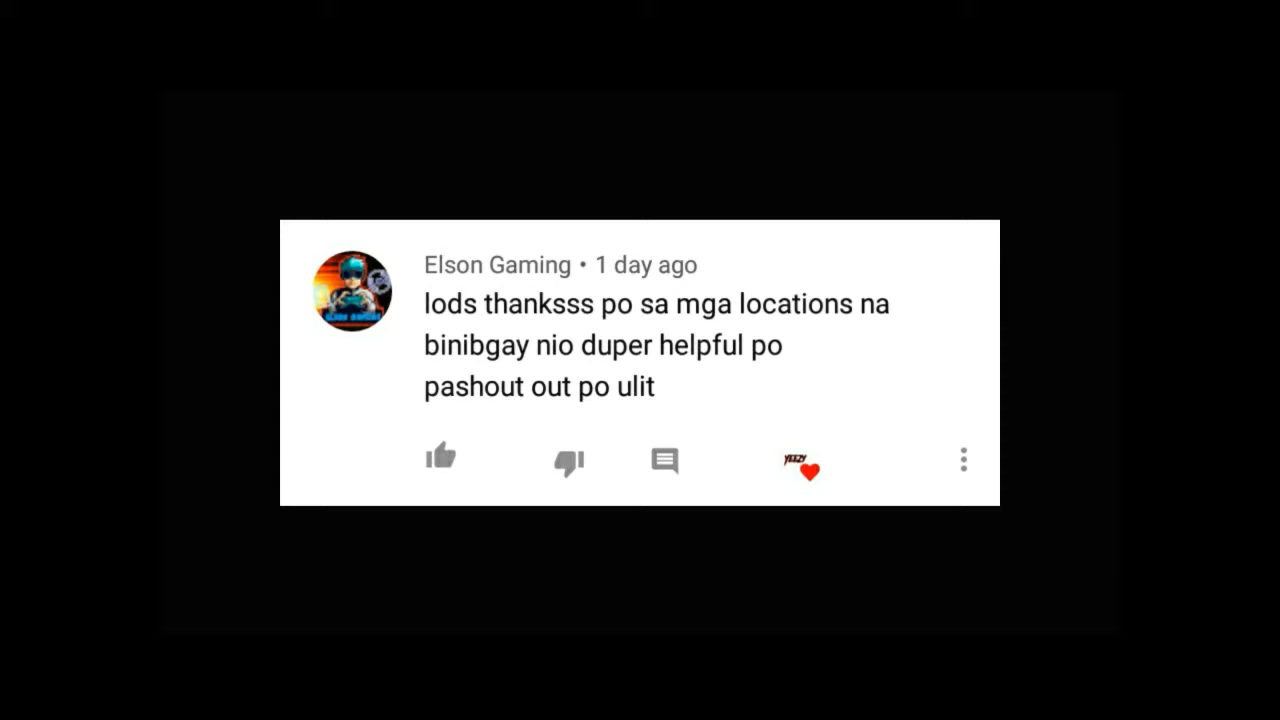 Elson Gaming • 1 day ago
lods thanksss po sa mga locations na
binibgay nio duper helpful po
pashout out po ulit
YEEZY